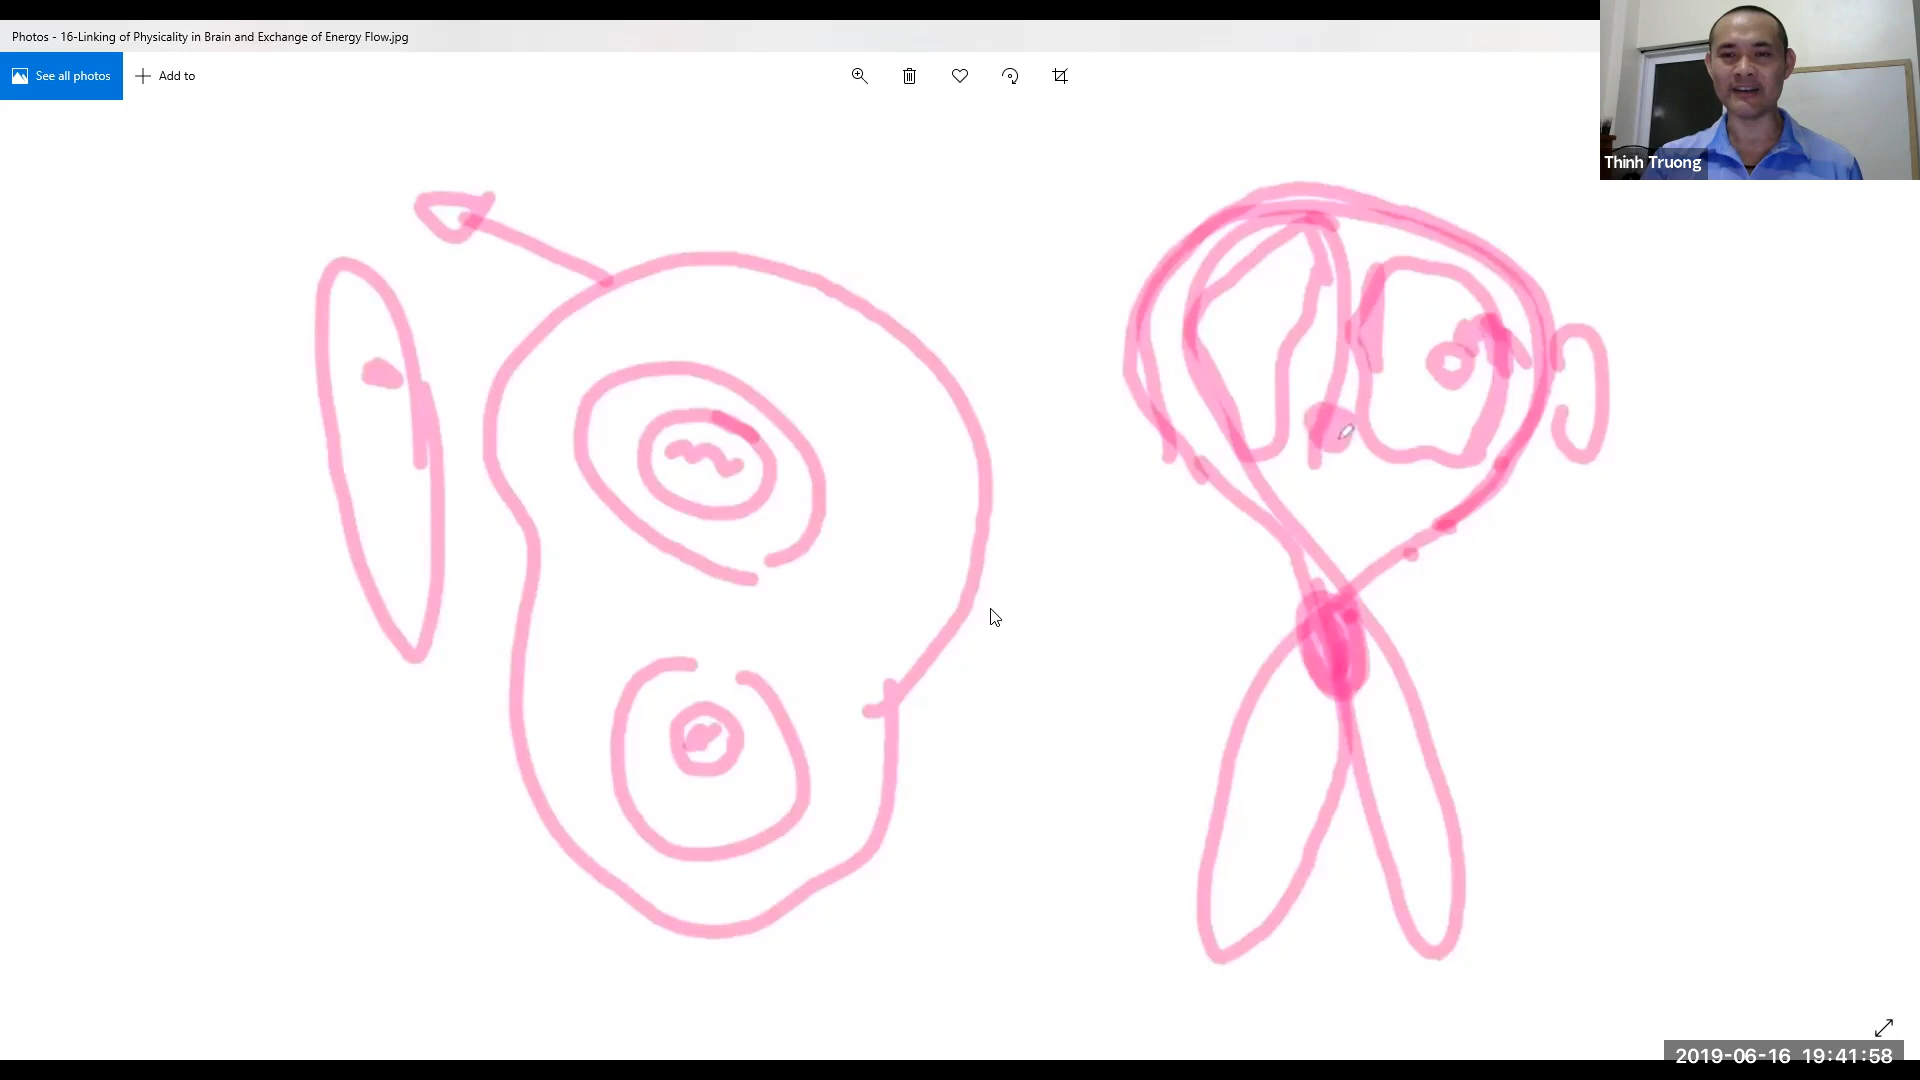 Photos - 16-Linking of Physicality in Brain and Exchange of Energy Flow.jpg
See all photos
Add to
Thinh Truong
2019-06-16 19:41:58